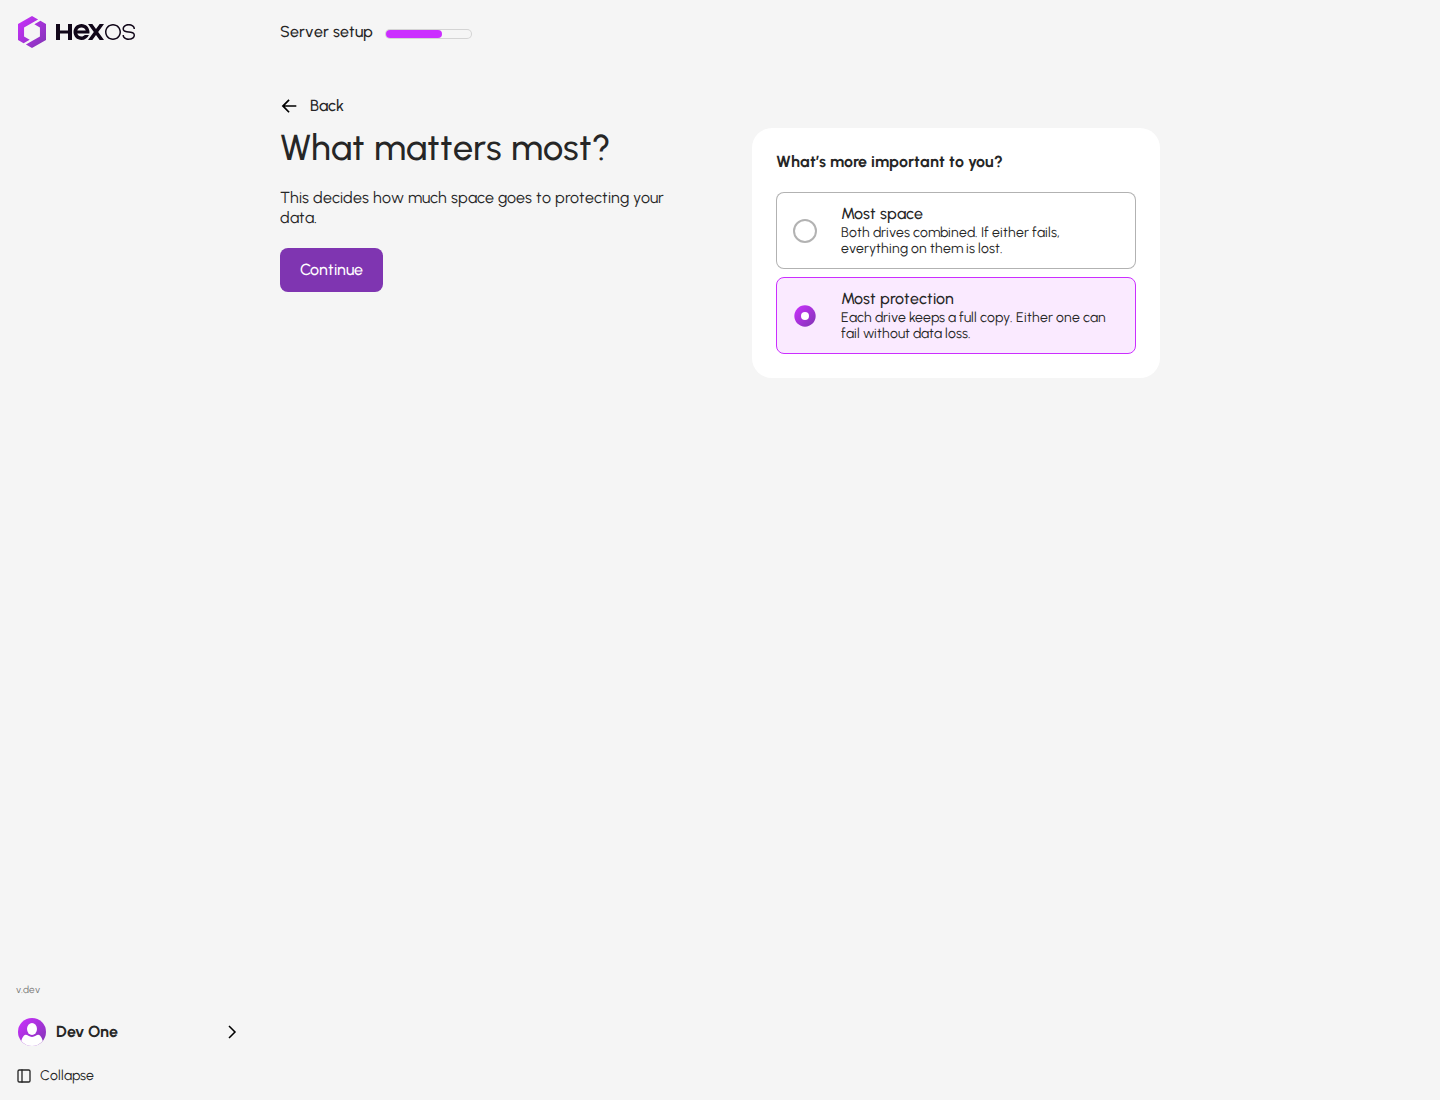 HexOS
Server setup
Back
What matters most?
This decides how much space goes to protecting your
data.
Continue
What's more important to you?
Most space
Both drives combined. If either fails,
everything on them is lost.
Most protection
Each drive keeps a full copy. Either one can
fail without data loss.
v.dev
Dev One
Collapse